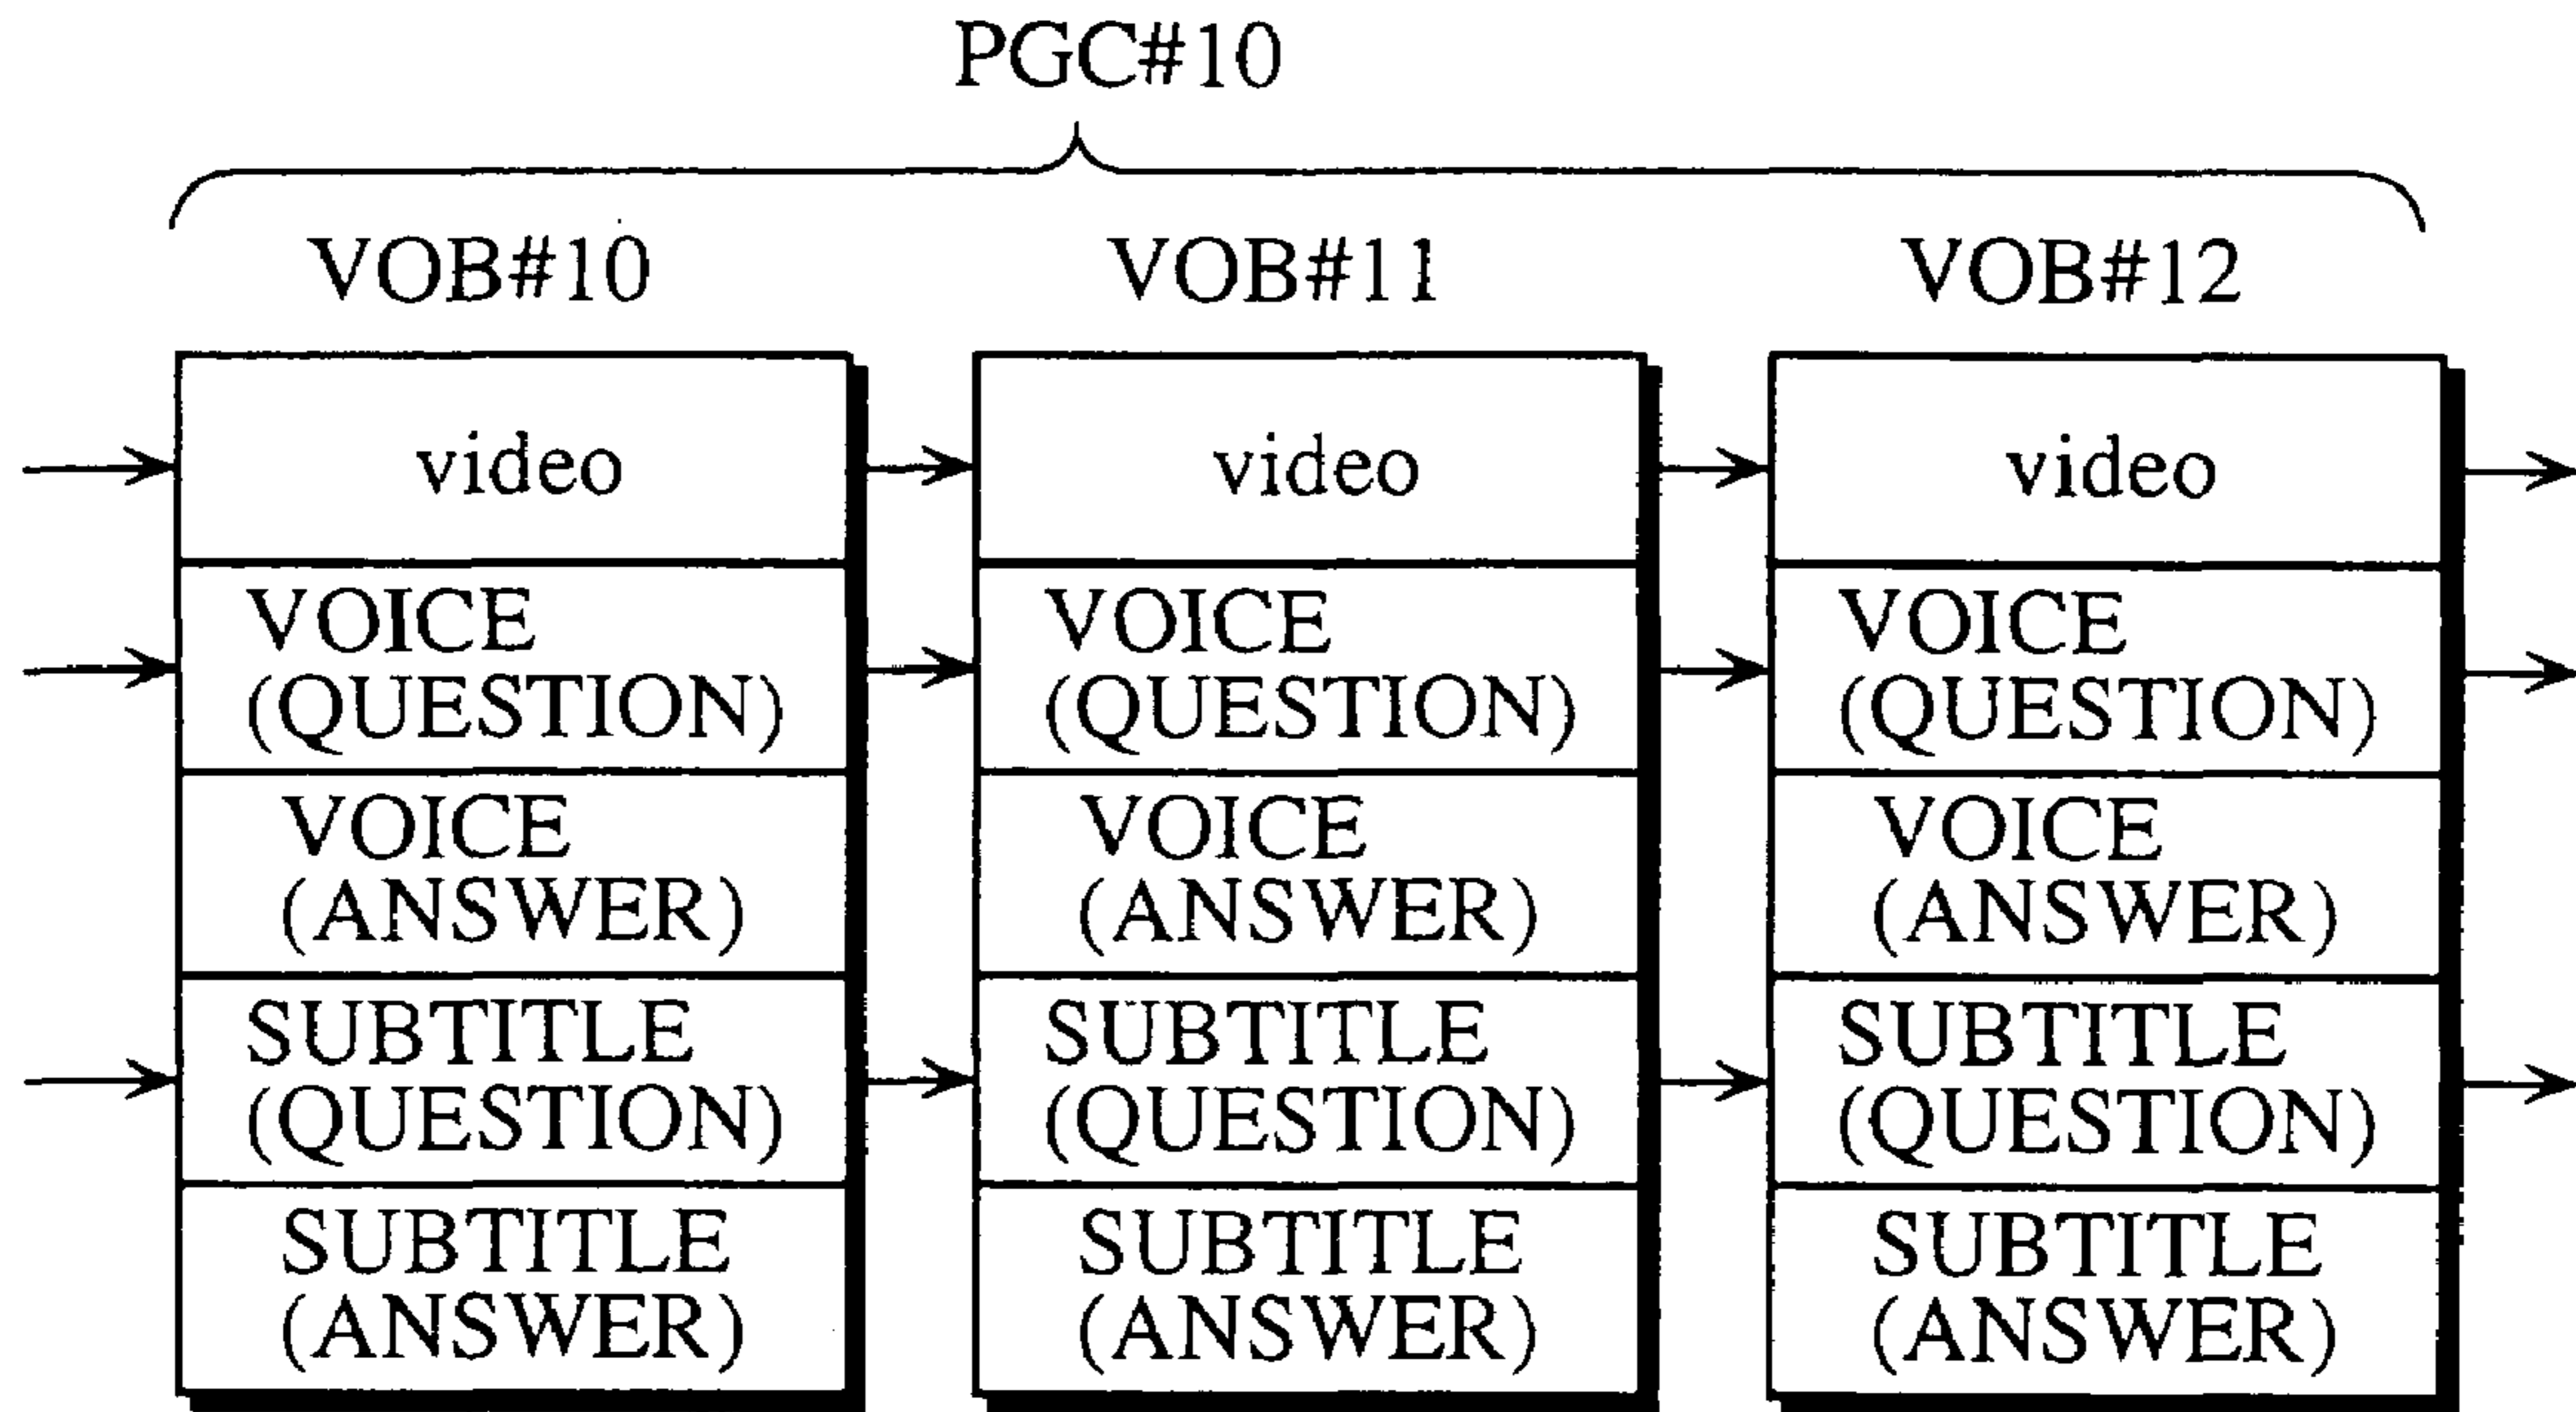 PGC#10
VOB#10
VOB#11
VOB#12
video
video
video
VOICE
(QUESTION)
VOICE
(QUESTION)
VOICE
(QUESTION)
VOICE
(ANSWER)
VOICE
(ANSWER)
VOICE
(ANSWER)
SUBTITLE
(QUESTION)
SUBTITLE
(QUESTION)
SUBTITLE
(QUESTION)
SUBTITLE
(ANSWER)
SUBTITLE
(ANSWER)
SUBTITLE
(ANSWER)